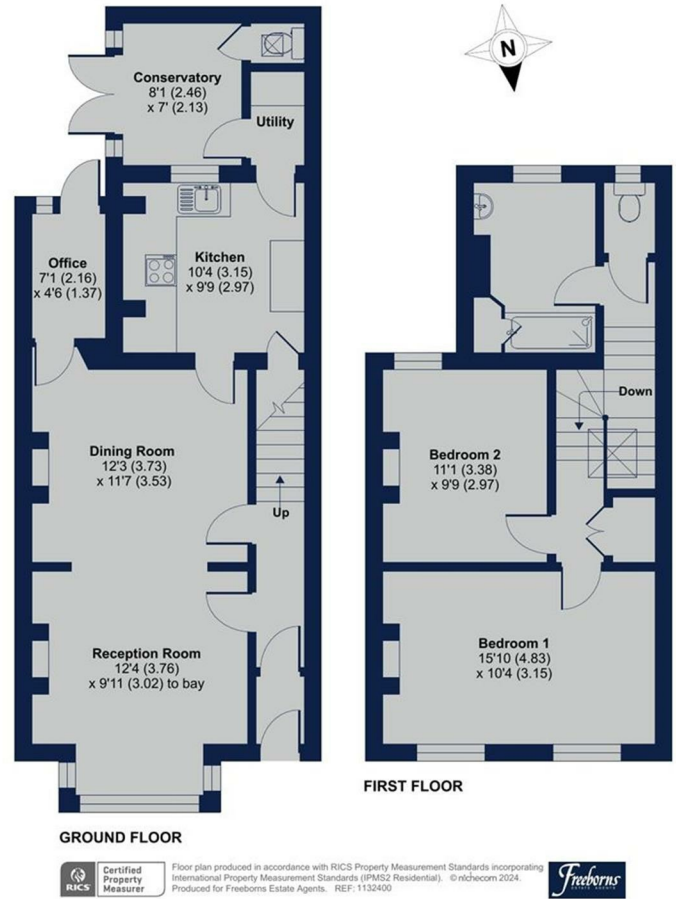 N
Conservatory
8'1 (2.46)
x 7' (2.13)
Utility
Office
7'1 (2.16)
x 4'6 (1.37)
Kitchen
10'4 (3.15)
x 9'9 (2.97)
Dining Room
12'3 (3.73)
x 11'7 (3.53)
Up
Reception Room
12'4 (3.76)
x 9'11 (3.02) to bay
Down
Bedroom 2
11'1 (3.38)
x 9'9 (2.97)
Bedroom 1
15'10 (4.83)
x 10'4 (3.15)
FIRST FLOOR
GROUND FLOOR
RICS
Certified
Property
Measurer
Floor plan produced in accordance with RICS Property Measurement Standards incorporating
International Property Measurement Standards (IPMS2 Residential). © nichecom 2024.
Produced for Freeborns Estate Agents. REF: 1132400
Freeborns
ESTATE AGENTS